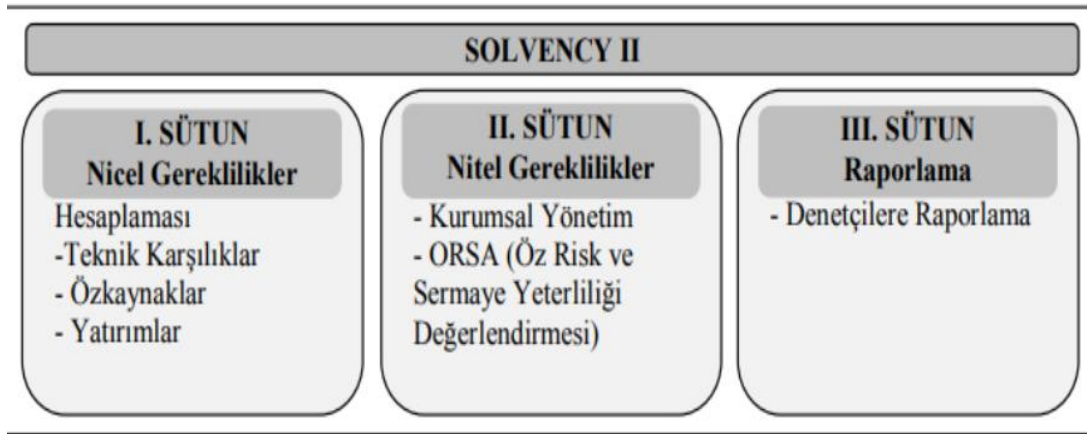 SOLVENCY II
I. SÜTUN
Nicel Gereklilikler
Hesaplaması
-Teknik Karşılıklar
- Özkaynaklar
- Yatırımlar
II. SÜTUN
Nitel Gereklilikler
- Kurumsal Yönetim
- ORSA (Öz Risk ve
Sermaye Yeterliliği
Değerlendirmesi)
III. SÜTUN
Raporlama
- Denetçilere Raporlama